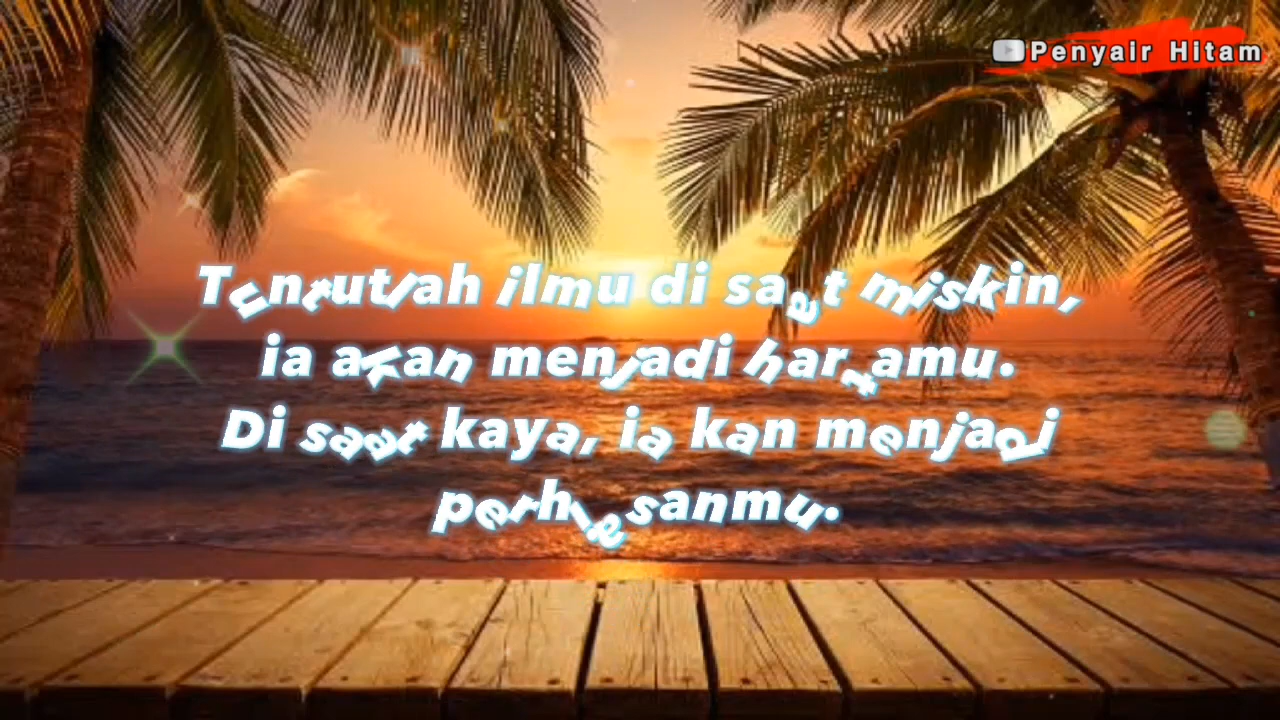 Penyair Hitam
Tuntutlah ilmu di saat miskin,
ia akan menjadi hartamu.
Di saat kaya, ia kan menjadi
perhiasanmu.